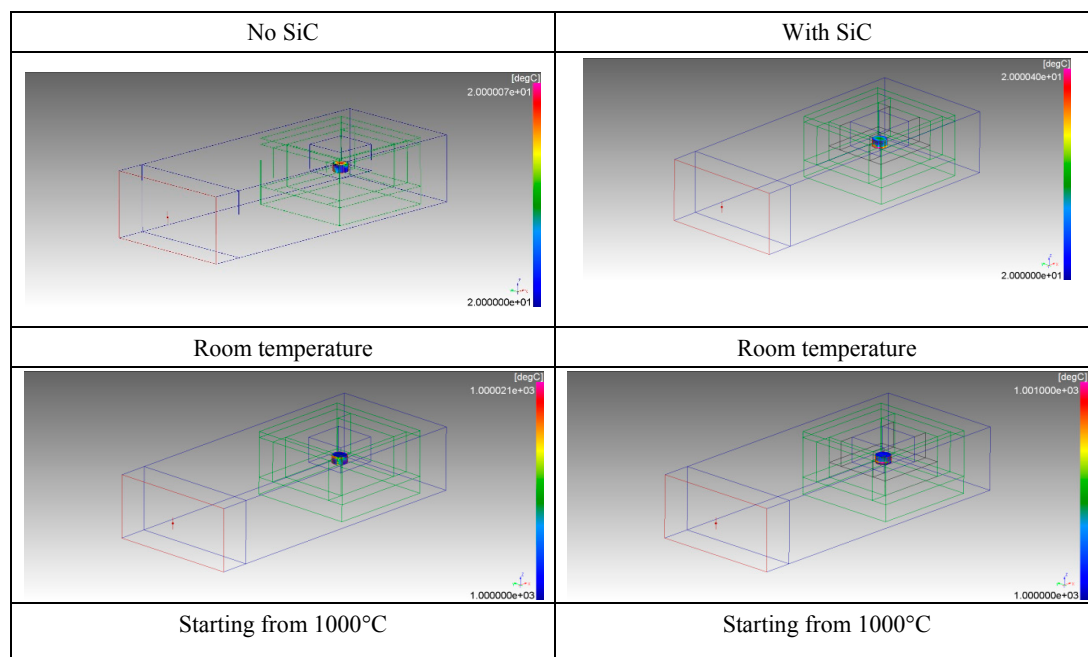 No SiC
With SiC
[degC]
2.000007e+01
2.000000e+01
[degC]
2.000040e+01
2.000000e+01
Room temperature
Room temperature
[degC]
1.000021e+03
1.000000e+03
[degC]
1.001000e+03
1.000000e+03
Starting from 1000°C
Starting from 1000°C